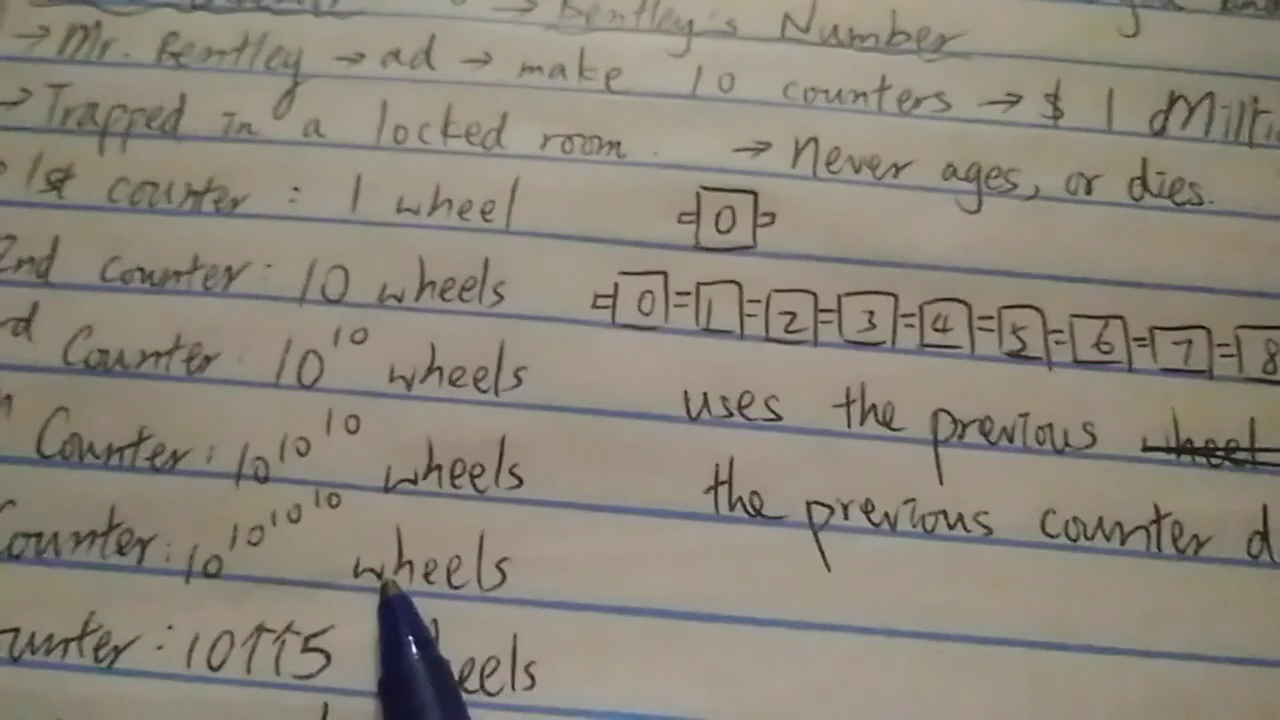 → Bentley's Number
→ Mr. Bentley → ad → make 10 counters → $ 1 Milli
→ Trapped in a locked room. → Never ages, or dies.
1st counter : 1 wheel 0
2nd counter : 10 wheels 0 1 2 3 4 5 6 7 8
d Counter : 10^10 wheels uses the previous
Counter : 10^10^10 wheels the previous counter d
ounter : 10^10^10^10 wheels
unter : 10↑↑5 eels